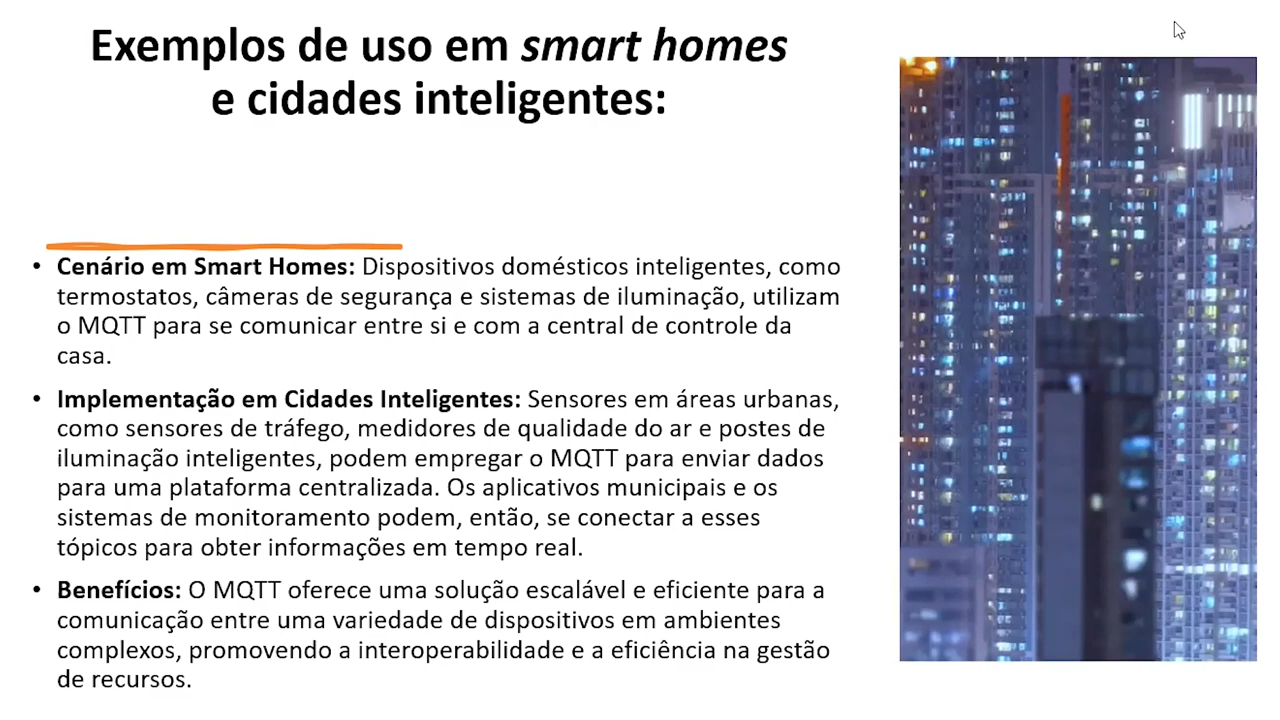 Exemplos de uso em smart homes
e cidades inteligentes:
• Cenário em Smart Homes: Dispositivos domésticos inteligentes, como
termostatos, câmeras de segurança e sistemas de iluminação, utilizam
o MQTT para se comunicar entre si e com a central de controle da
casa.
• Implementação em Cidades Inteligentes: Sensores em áreas urbanas,
como sensores de tráfego, medidores de qualidade do ar e postes de
iluminação inteligentes, podem empregar o MQTT para enviar dados
para uma plataforma centralizada. Os aplicativos municipais e os
sistemas de monitoramento podem, então, se conectar a esses
tópicos para obter informações em tempo real.
• Benefícios: O MQTT oferece uma solução escalável e eficiente para a
comunicação entre uma variedade de dispositivos em ambientes
complexos, promovendo a interoperabilidade e a eficiência na gestão
de recursos.